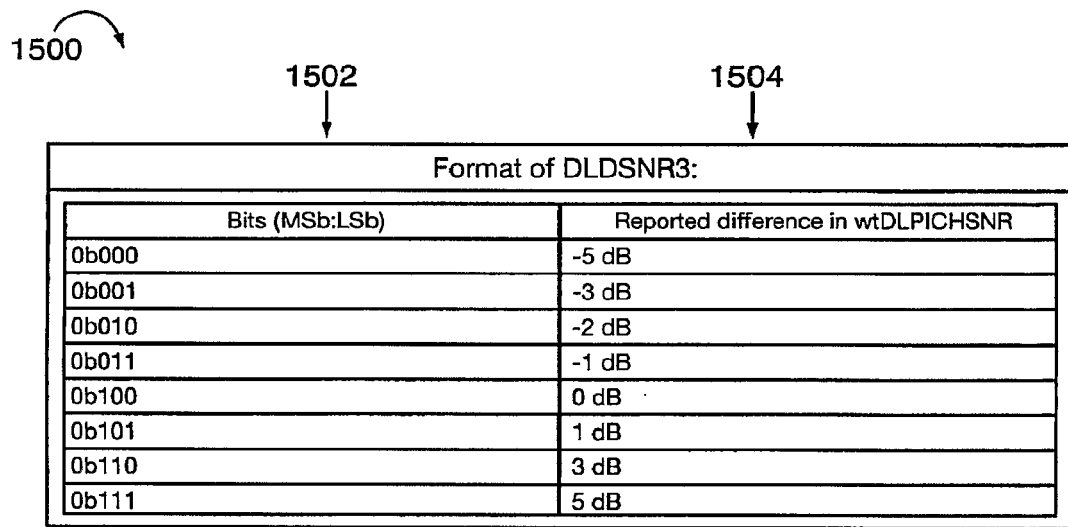 1500
1502 1504
Format of DLDSNR3:
Bits (MSb:LSb) Reported difference in wtDLPICHSNR
0b000 -5 dB
0b001 -3 dB
0b010 -2 dB
0b011 -1 dB
0b100 0 dB
0b101 1 dB
0b110 3 dB
0b111 5 dB